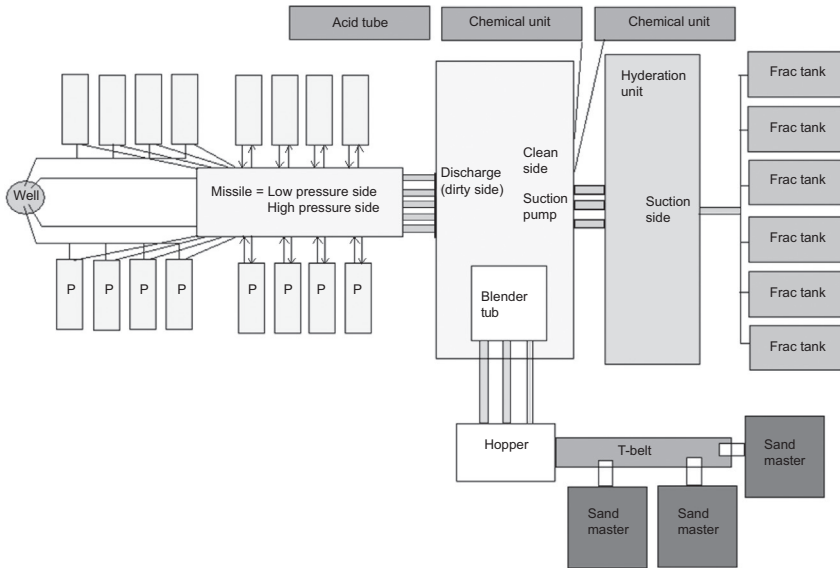 Acid tube
Chemical unit
Chemical unit
Hyderation
unit
Frac tank
Frac tank
Frac tank
Frac tank
Frac tank
Frac tank
Well
Missile = Low pressure side
High pressure side
Discharge
(dirty side)
Clean
side
Suction
pump
Suction
side
P
P
P
P
P
P
P
P
Blender
tub
Hopper
T-belt
Sand
master
Sand
master
Sand
master